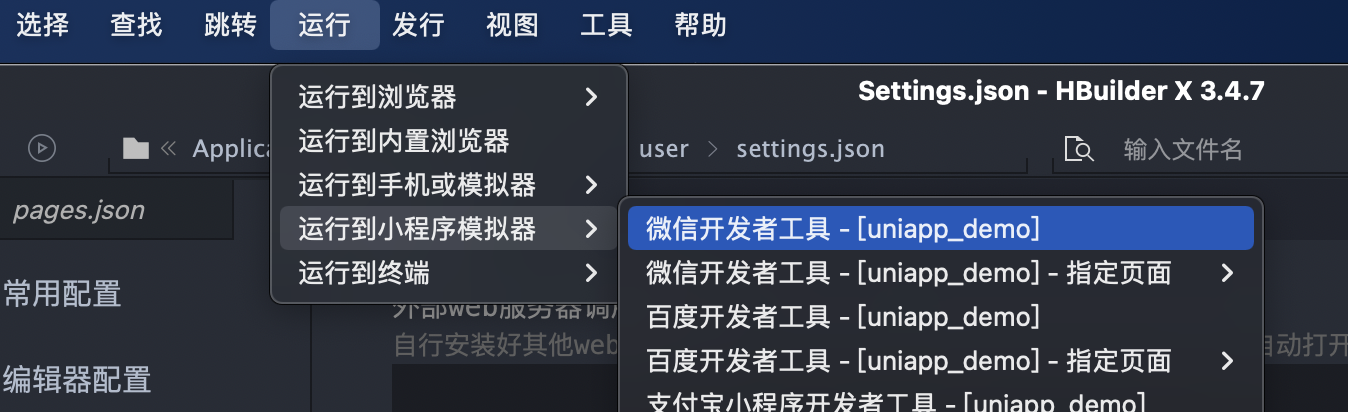 选择 查找 跳转 运行 发行 视图 工具 帮助
Settings.json - HBuilder X 3.4.7
Applica user settings.json 输入文件名
pages.json
常用配置
编辑器配置
运行到浏览器
运行到内置浏览器
运行到手机或模拟器
运行到小程序模拟器
运行到终端
微信开发者工具 - [uniapp_demo]
微信开发者工具 - [uniapp_demo] - 指定页面
百度开发者工具 - [uniapp_demo]
百度开发者工具 - [uniapp_demo] - 指定页面
支付宝小程序开发者工具 - [uniapp_demo]
外部web服务器调
自行安装好其他web 自动打开